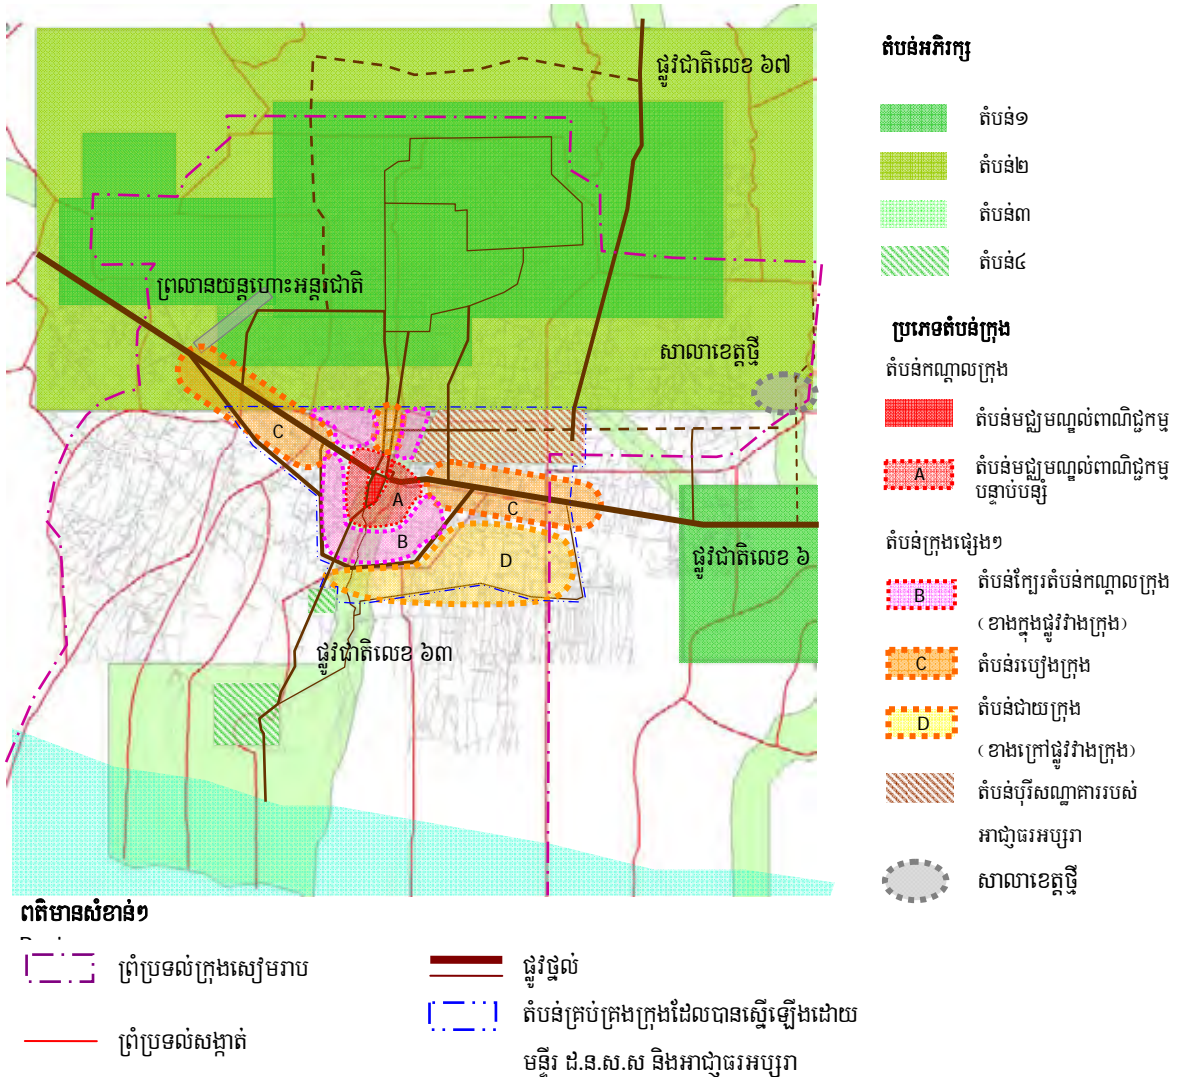 ផ្លូវជាតិលេខ ៦៧
ព្រលានយន្តហោះអន្តរជាតិ
សាលាខេត្តថ្មី
C
A
C
B
D
ផ្លូវជាតិលេខ ៦
ផ្លូវជាតិលេខ ៦៣
តំបន់អភិរក្ស
តំបន់១
តំបន់២
តំបន់៣
តំបន់៤
ប្រភេទតំបន់ក្រុង
តំបន់កណ្តាលក្រុង
តំបន់មជ្ឈមណ្ឌលពាណិជ្ជកម្ម
A
តំបន់មជ្ឈមណ្ឌលពាណិជ្ជកម្ម
បន្ទាប់បន្សំ
តំបន់ក្រុងផ្សេងៗ
B
តំបន់ក្បែរតំបន់កណ្តាលក្រុង
(ខាងក្នុងផ្លូវវាងក្រុង)
C
តំបន់របៀងក្រុង
D
តំបន់ជាយក្រុង
(ខាងក្រៅផ្លូវវាងក្រុង)
តំបន់បុរីសណ្ឋាគាររបស់
អាជ្ញាធរអប្សរា
សាលាខេត្តថ្មី
ពត៌មានសំខាន់ៗ
ព្រំប្រទល់ក្រុងសៀមរាប
ព្រំប្រទល់សង្កាត់
ផ្លូវថ្នល់
តំបន់គ្រប់គ្រងក្រុងដែលបានស្នើឡើងដោយ
មន្ទីរ ដ.ន.ស.ស និងអាជ្ញាធរអប្សរា